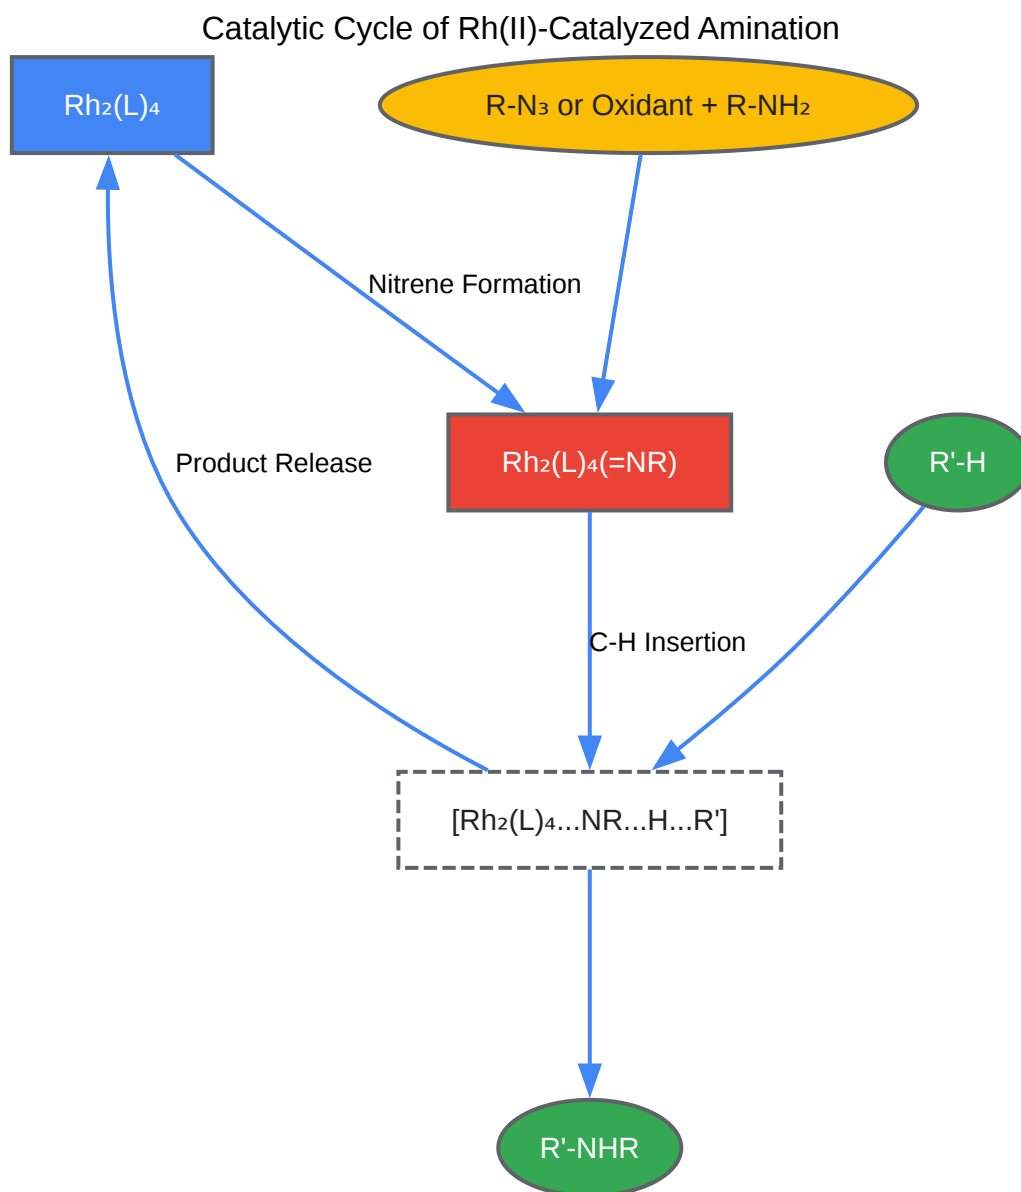 Catalytic Cycle of Rh(II)-Catalyzed Amination
Rh₂(L)₄
R-N₃ or Oxidant + R-NH₂
Nitrene Formation
Product Release
Rh₂(L)₄(=NR)
R'-H
C-H Insertion
[Rh₂(L)₄...NR...H...R']
R'-NHR